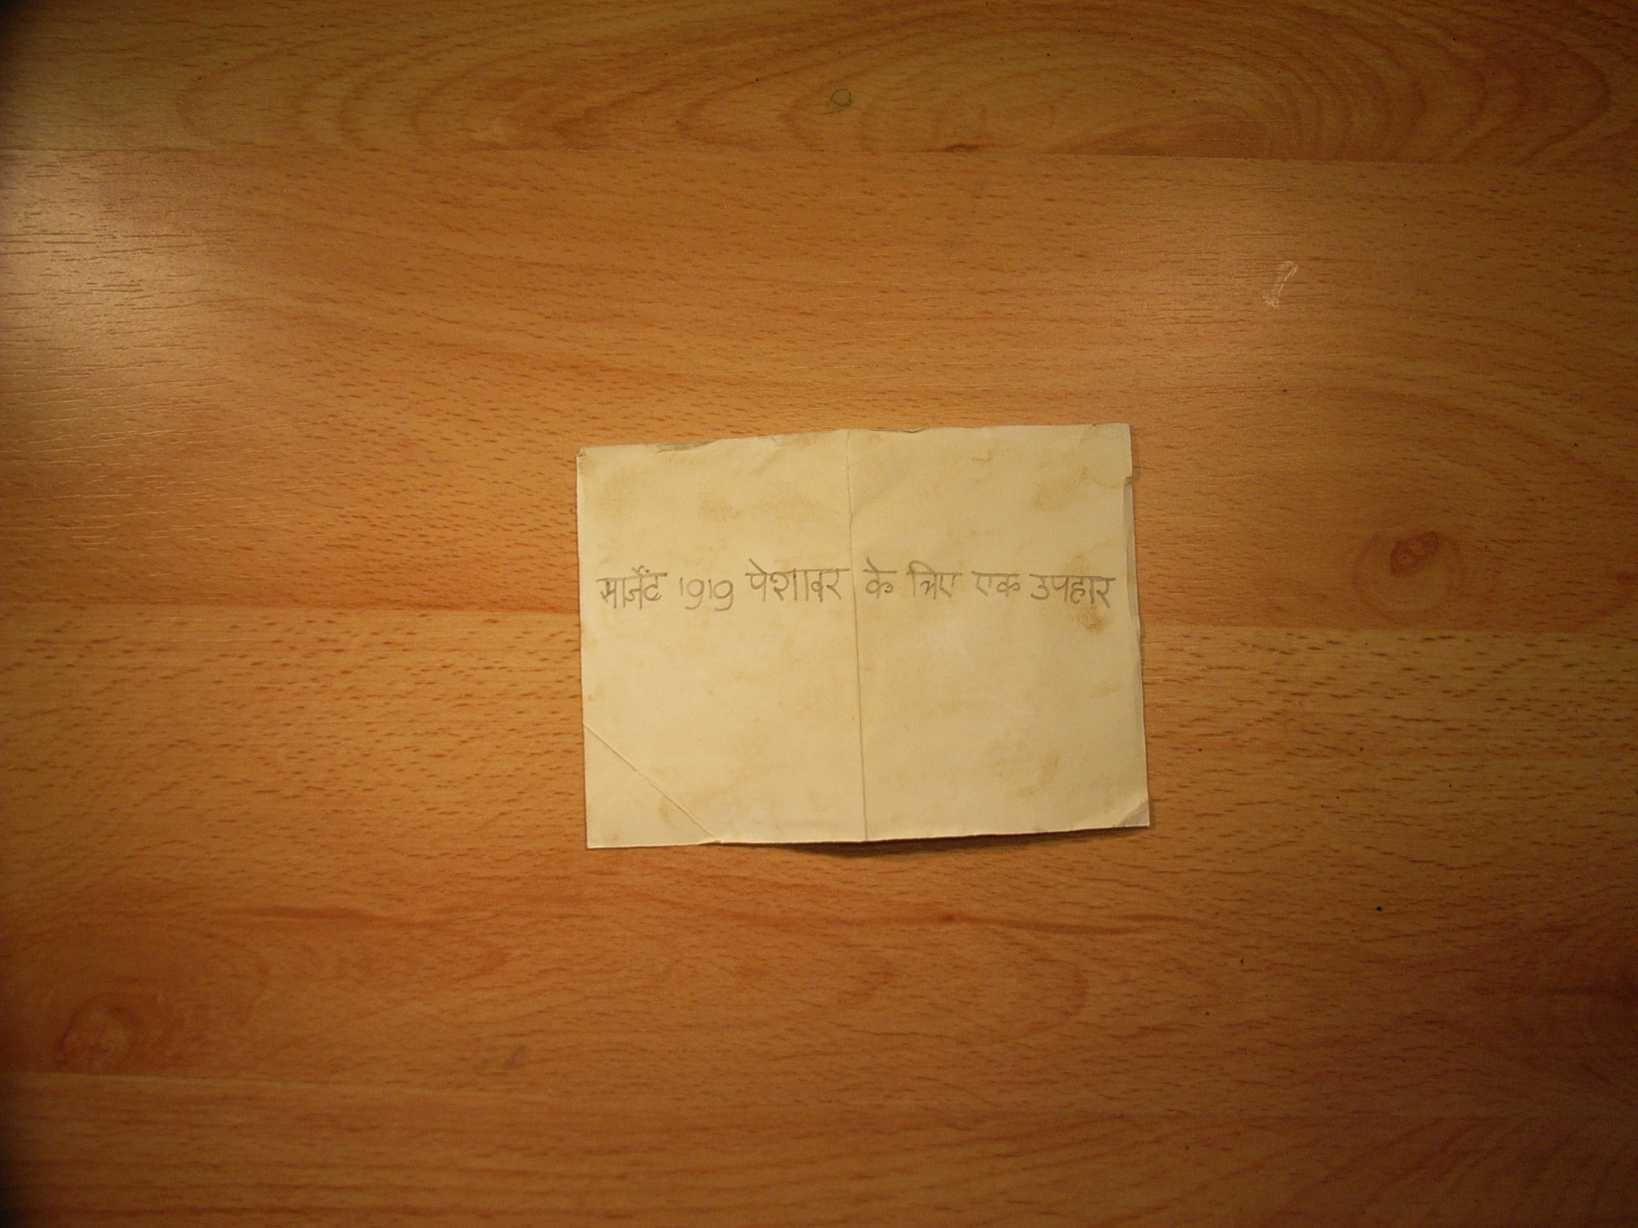 सार्जेंट 1919 पेशावर के लिए एक उपहार